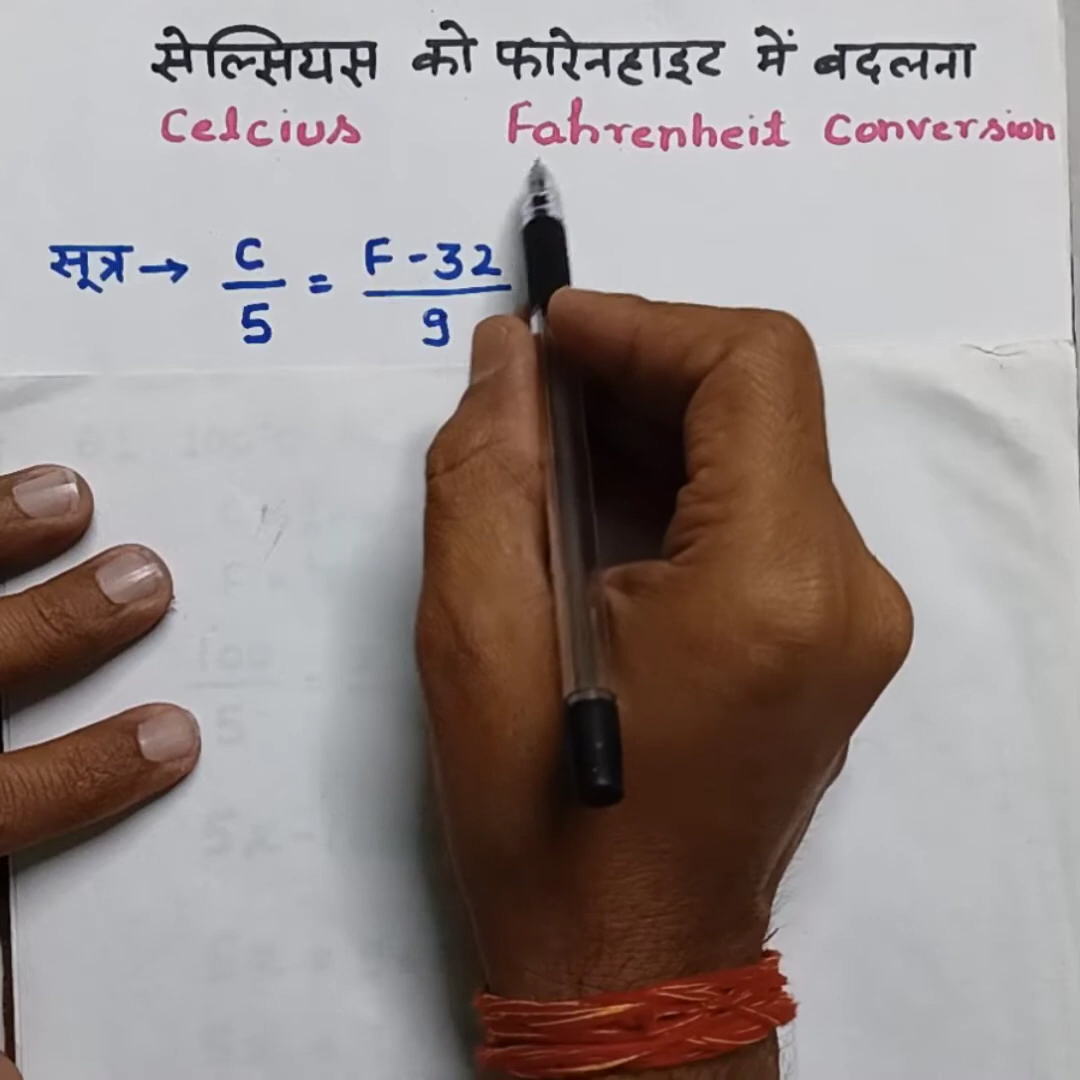 सेल्सियस को फारेनहाइट में बदलना
Celcius Fahrenheit Conversion
सूत्र → C/5 = F-32/9